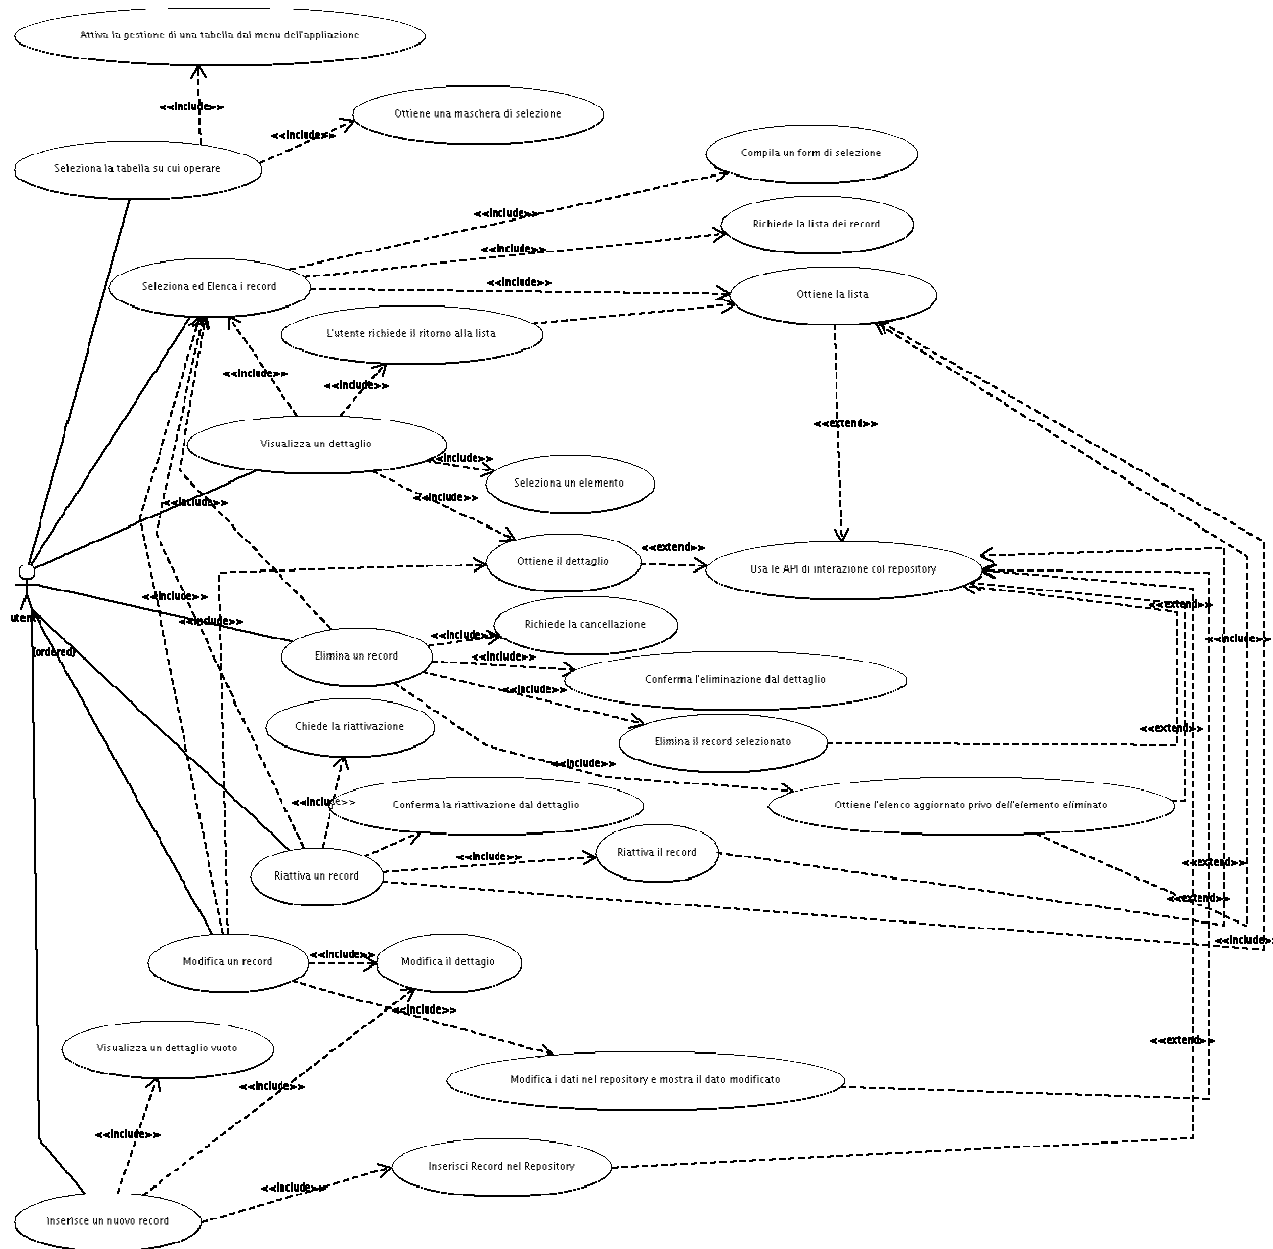 Attiva la gestione di una tabella dal menu dell'appliazione
<<include>>
Ottiene una maschera di selezione
<<include>>
Seleziona la tabella su cui operare
Compila un form di selezione
<<include>>
Richiede la lista dei record
<<include>>
Seleziona ed Elenca i record
<<include>>
Ottiene la lista
L'utente richiede il ritorno alla lista
<<include>>
<<include>>
<<extend>>
Visualizza un dettaglio
<<include>>
Seleziona un elemento
<<include>>
<<include>>
<<extend>>
Ottiene il dettaglio
Usa le API di interazione col repository
<<include>>
<<extend>>
utente
<<include>>
Richiede la cancellazione
<<include>>
<<include>>
(ordered)
Elimina un record
<<include>>
Conferma l'eliminazione dal dettaglio
<<include>>
Chiede la riattivazione
<<extend>>
Elimina il record selezionato
<<include>>
<<include>>
Conferma la riattivazione dal dettaglio
Ottiene l'elenco aggiornato privo dell'elemento eliminato
Riattiva il record
<<include>>
<<extend>>
Riattiva un record
<<extend>>
<<include>>
<<include>>
Modifica un record
Modifica il dettagio
<<include>>
<<extend>>
Visualizza un dettaglio vuoto
Modifica i dati nel repository e mostra il dato modificato
<<include>>
<<include>>
Inserisci Record nel Repository
<<include>>
Inserisce un nuovo record